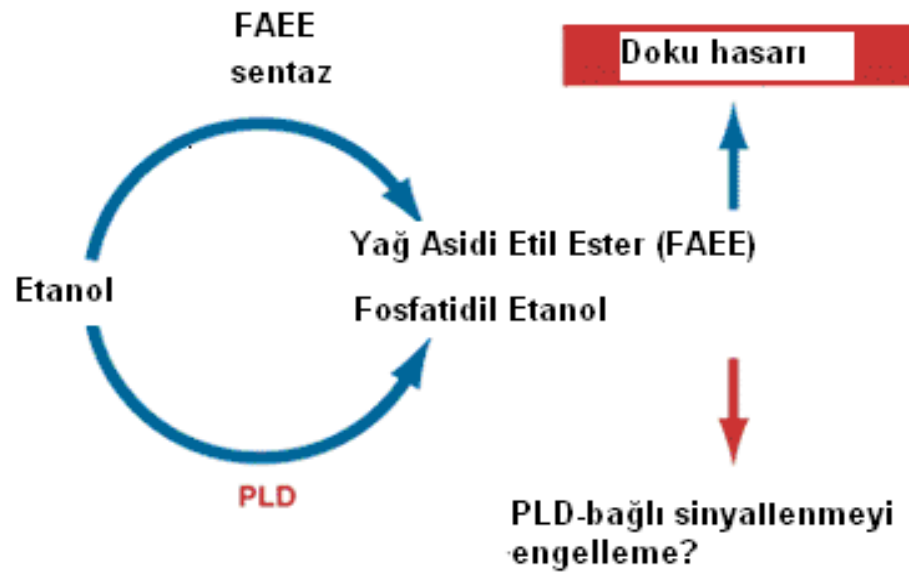 FAEE
sentaz
Doku hasarı
Yağ Asidi Etil Ester (FAEE)
Etanol
Fosfatidil Etanol
PLD
PLD-bağlı sinyallenmeyi
engelleme?